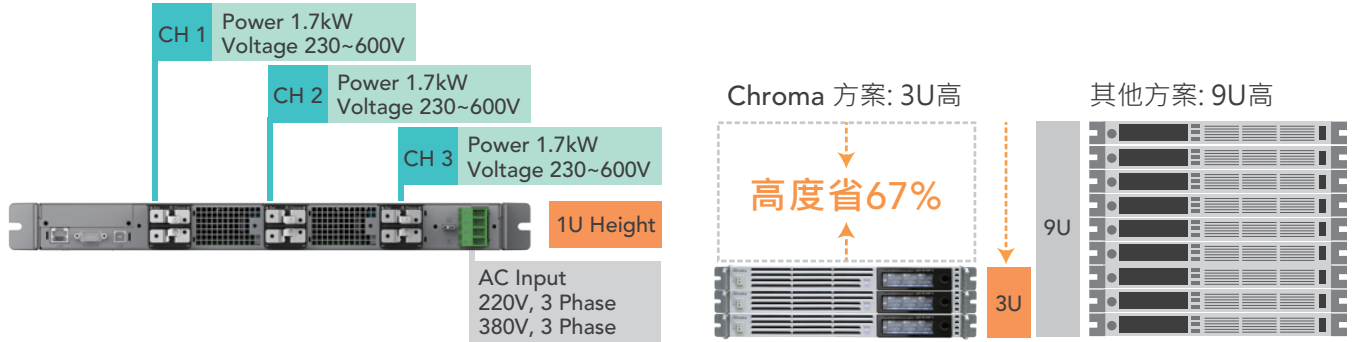 CH 1
Power 1.7kW
Voltage 230~600V
CH 2
Power 1.7kW
Voltage 230~600V
CH 3
Power 1.7kW
Voltage 230~600V
1U Height
AC Input
220V, 3 Phase
380V, 3 Phase
Chroma 方案: 3U高
其他方案: 9U高
高度省67%
9U
3U